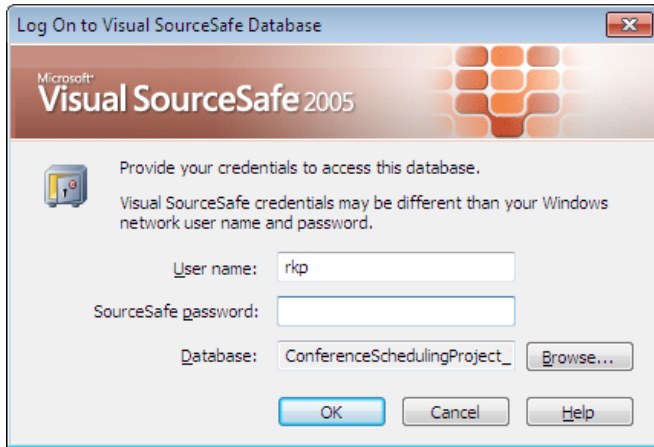 Log On to Visual SourceSafe Database
Microsoft
Visual SourceSafe 2005
Provide your credentials to access this database.
Visual SourceSafe credentials may be different than your Windows
network user name and password.
User name: rkp
SourceSafe password:
Database: ConferenceSchedulingProject_ Browse...
OK Cancel Help